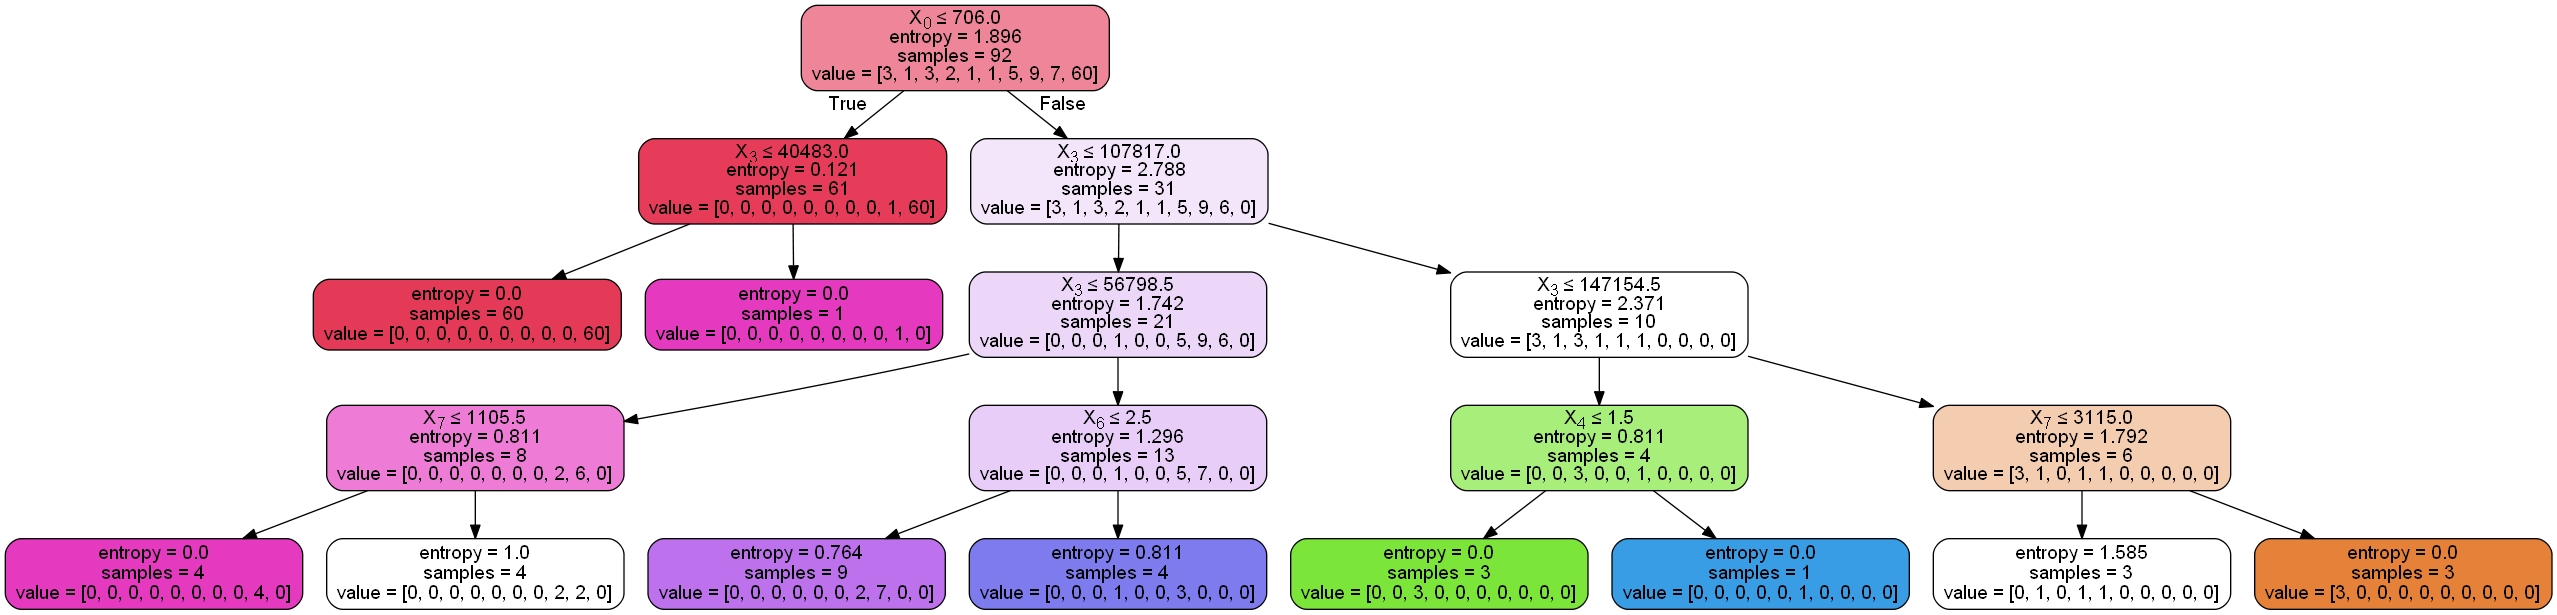 X₀ ≤ 706.0
entropy = 1.896
samples = 92
value = [3, 1, 3, 2, 1, 1, 5, 9, 7, 60]
True
False
X₃ ≤ 40483.0
entropy = 0.121
samples = 61
value = [0, 0, 0, 0, 0, 0, 0, 0, 1, 60]
X₃ ≤ 107817.0
entropy = 2.788
samples = 31
value = [3, 1, 3, 2, 1, 1, 5, 9, 6, 0]
entropy = 0.0
samples = 60
value = [0, 0, 0, 0, 0, 0, 0, 0, 0, 60]
entropy = 0.0
samples = 1
value = [0, 0, 0, 0, 0, 0, 0, 0, 1, 0]
X₃ ≤ 56798.5
entropy = 1.742
samples = 21
value = [0, 0, 0, 1, 0, 0, 5, 9, 6, 0]
X₃ ≤ 147154.5
entropy = 2.371
samples = 10
value = [3, 1, 3, 1, 1, 1, 0, 0, 0, 0]
X₇ ≤ 1105.5
entropy = 0.811
samples = 8
value = [0, 0, 0, 0, 0, 0, 0, 2, 6, 0]
X₆ ≤ 2.5
entropy = 1.296
samples = 13
value = [0, 0, 0, 1, 0, 0, 5, 7, 0, 0]
X₄ ≤ 1.5
entropy = 0.811
samples = 4
value = [0, 0, 3, 0, 0, 1, 0, 0, 0, 0]
X₇ ≤ 3115.0
entropy = 1.792
samples = 6
value = [3, 1, 0, 1, 1, 0, 0, 0, 0, 0]
entropy = 0.0
samples = 4
value = [0, 0, 0, 0, 0, 0, 0, 0, 4, 0]
entropy = 1.0
samples = 4
value = [0, 0, 0, 0, 0, 0, 0, 2, 2, 0]
entropy = 0.764
samples = 9
value = [0, 0, 0, 0, 0, 0, 2, 7, 0, 0]
entropy = 0.811
samples = 4
value = [0, 0, 0, 1, 0, 0, 3, 0, 0, 0]
entropy = 0.0
samples = 3
value = [0, 0, 3, 0, 0, 0, 0, 0, 0, 0]
entropy = 0.0
samples = 1
value = [0, 0, 0, 0, 0, 1, 0, 0, 0, 0]
entropy = 1.585
samples = 3
value = [0, 1, 0, 1, 1, 0, 0, 0, 0, 0]
entropy = 0.0
samples = 3
value = [3, 0, 0, 0, 0, 0, 0, 0, 0, 0]